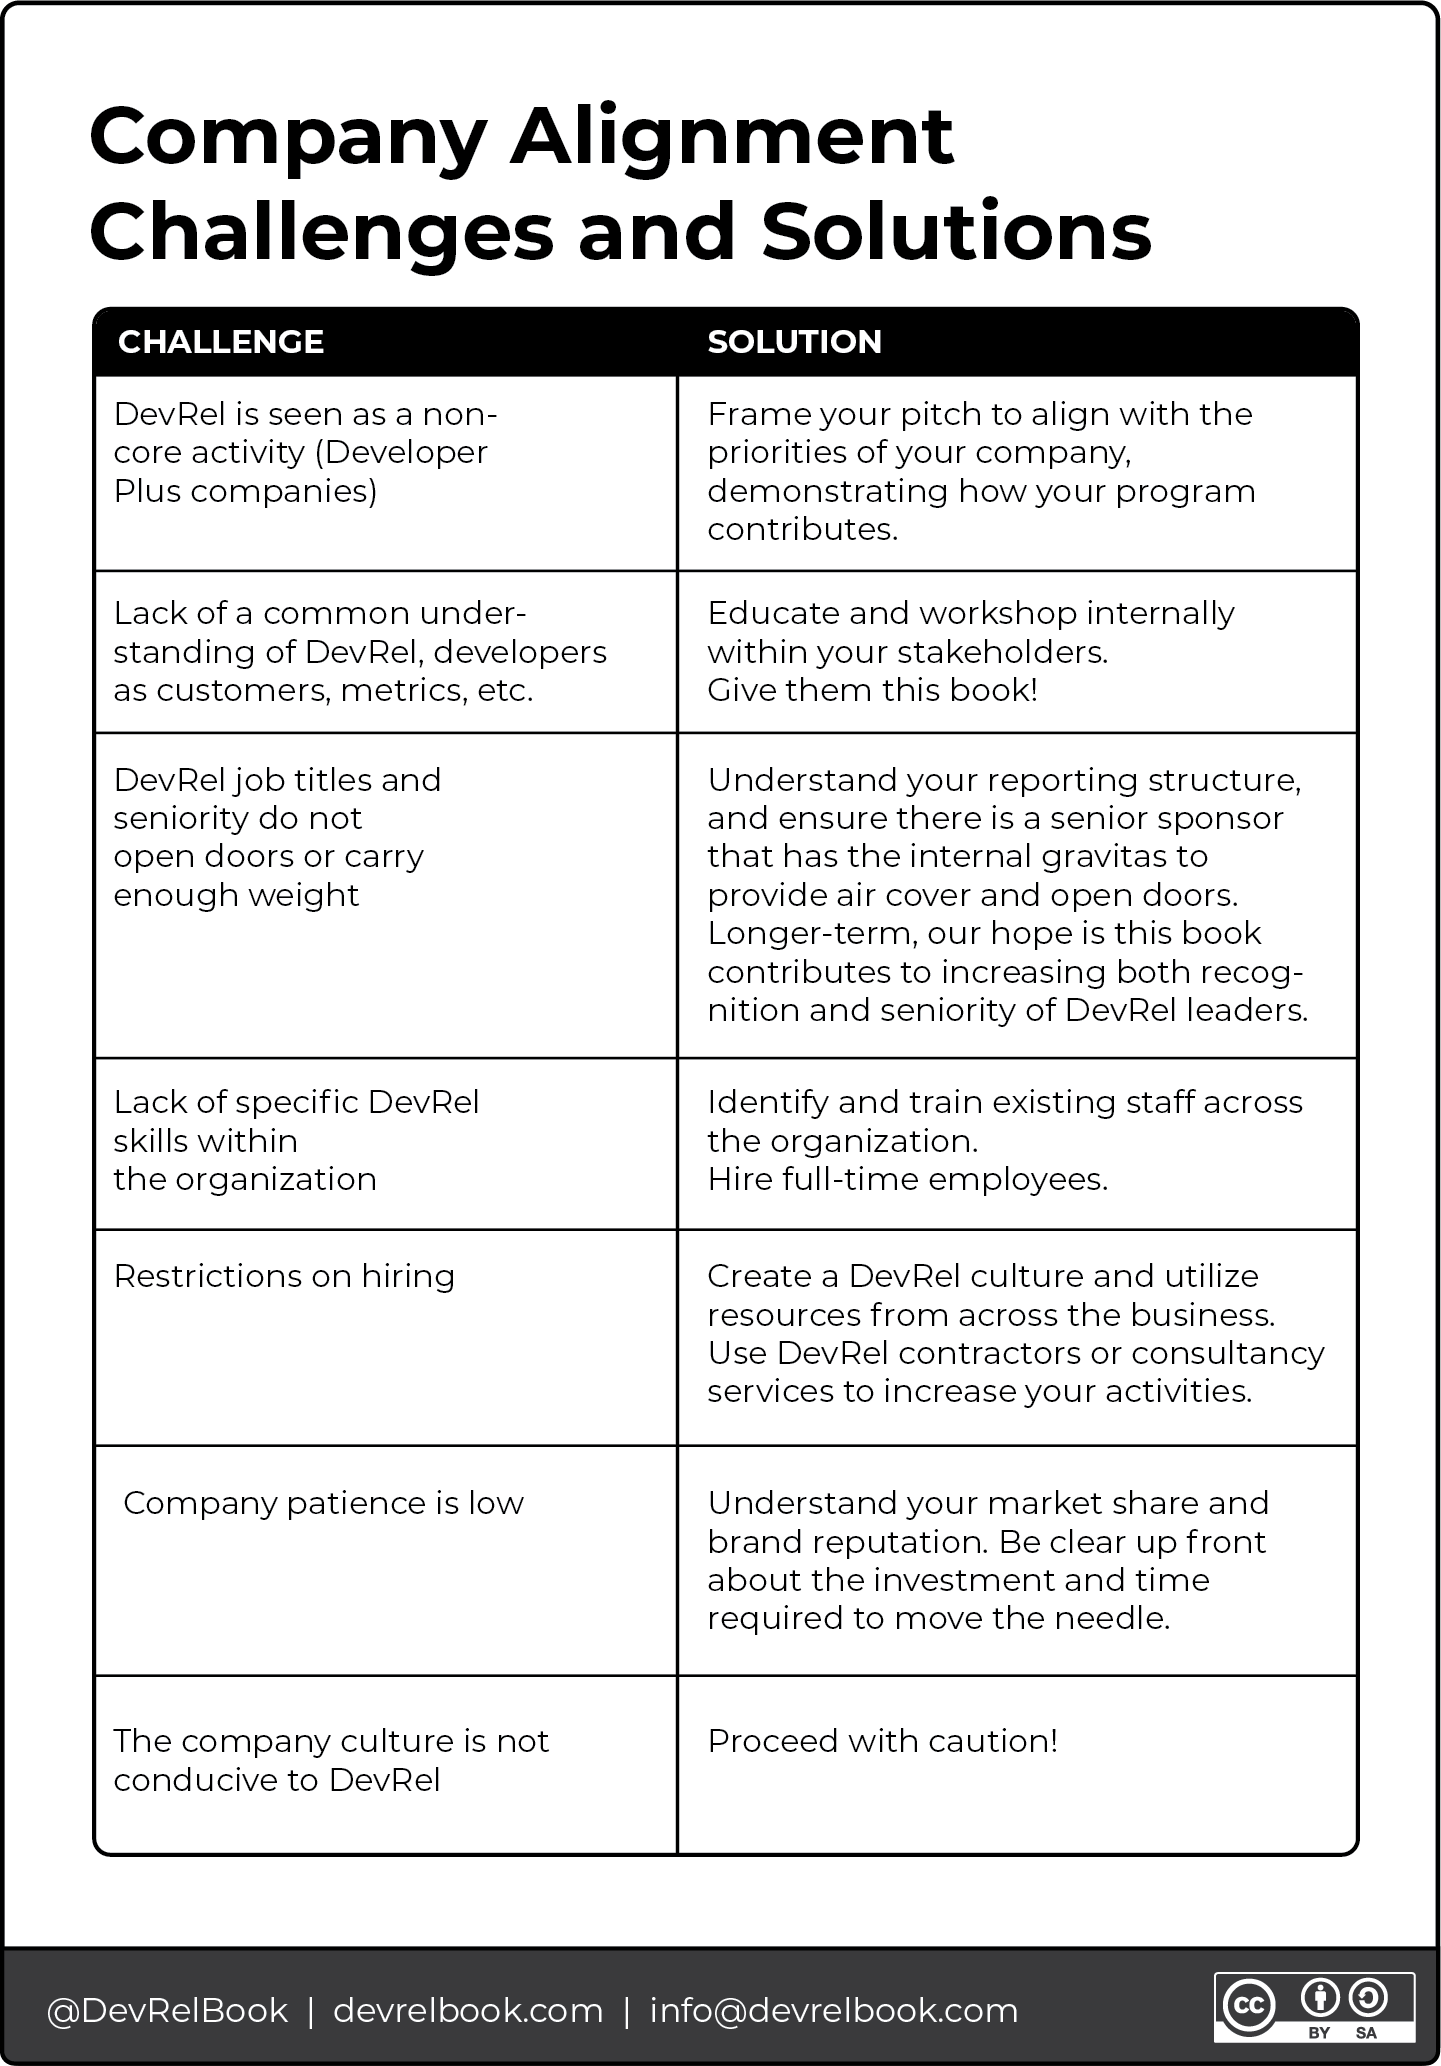 Company Alignment
Challenges and Solutions
CHALLENGE
SOLUTION
DevRel is seen as a non-
core activity (Developer
Plus companies)
Frame your pitch to align with the
priorities of your company,
demonstrating how your program
contributes.
Lack of a common under-
standing of DevRel, developers
as customers, metrics, etc.
Educate and workshop internally
within your stakeholders.
Give them this book!
DevRel job titles and
seniority do not
open doors or carry
enough weight
Understand your reporting structure,
and ensure there is a senior sponsor
that has the internal gravitas to
provide air cover and open doors.
Longer-term, our hope is this book
contributes to increasing both recog-
nition and seniority of DevRel leaders.
Lack of specific DevRel
skills within
the organization
Identify and train existing staff across
the organization.
Hire full-time employees.
Restrictions on hiring
Create a DevRel culture and utilize
resources from across the business.
Use DevRel contractors or consultancy
services to increase your activities.
Company patience is low
Understand your market share and
brand reputation. Be clear up front
about the investment and time
required to move the needle.
The company culture is not
conducive to DevRel
Proceed with caution!
@DevRelBook | devrelbook.com | info@devrelbook.com
cc
BY SA